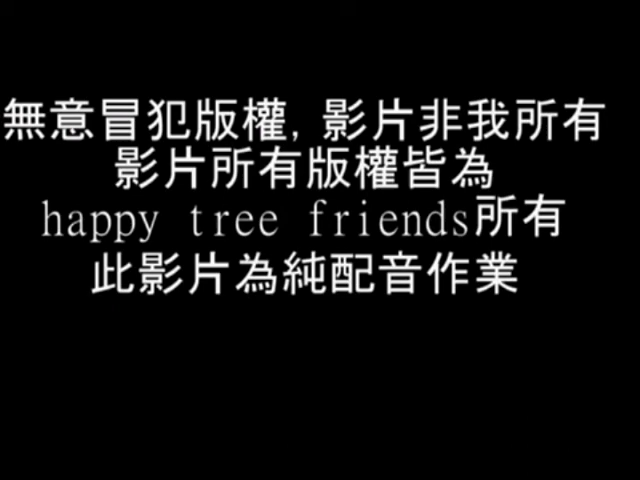 無意冒犯版權, 影片非我所有
影片所有版權皆為
happy tree friends所有
此影片為純配音作業